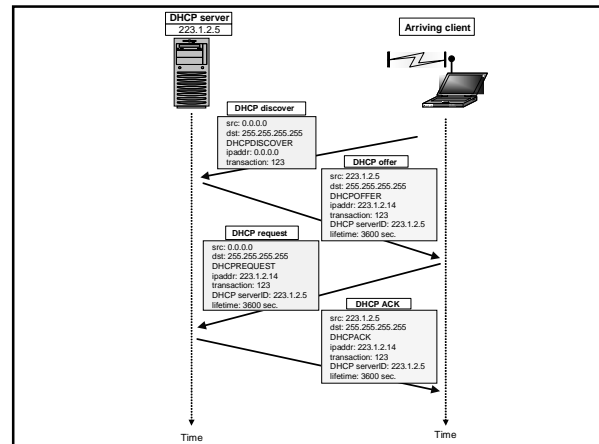 DHCP server
223.1.2.5
Arriving client
DHCP discover
src: 0.0.0.0
dst: 255.255.255.255
DHCPDISCOVER
ipaddr: 0.0.0.0
transaction: 123
DHCP offer
src: 223.1.2.5
dst: 255.255.255.255
DHCPOFFER
ipaddr: 223.1.2.14
transaction: 123
DHCP serverID: 223.1.2.5
lifetime: 3600 sec.
DHCP request
src: 0.0.0.0
dst: 255.255.255.255
DHCPREQUEST
ipaddr: 223.1.2.14
transaction: 123
DHCP serverID: 223.1.2.5
lifetime: 3600 sec.
DHCP ACK
src: 223.1.2.5
dst: 255.255.255.255
DHCPACK
ipaddr: 223.1.2.14
transaction: 123
DHCP serverID: 223.1.2.5
lifetime: 3600 sec.
Time
Time